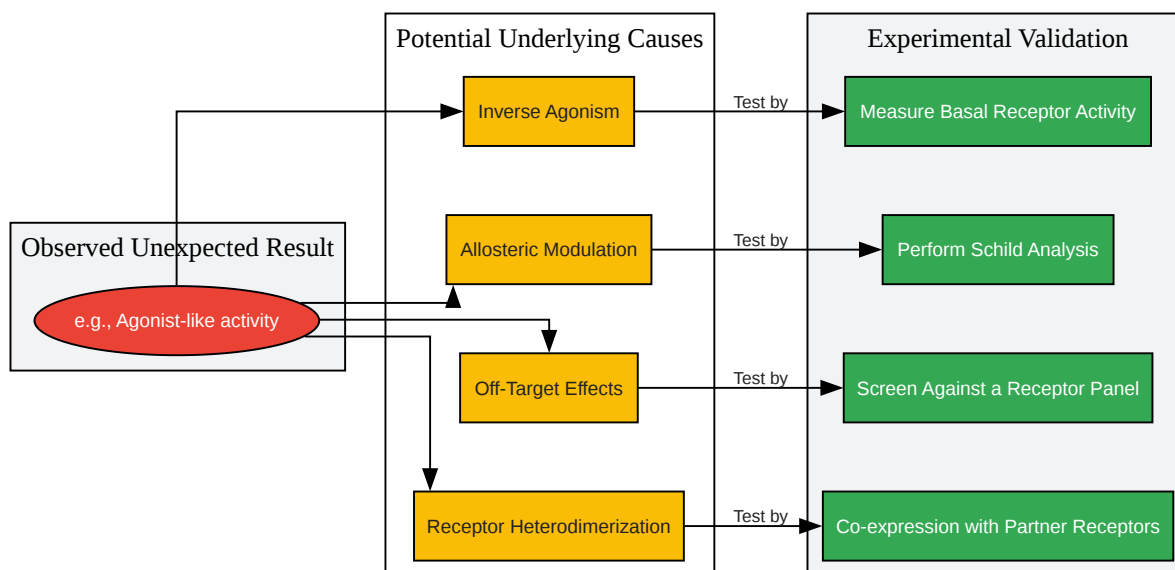 Potential Underlying Causes
Experimental Validation
Inverse Agonism
Test by
Measure Basal Receptor Activity
Observed Unexpected Result
Allosteric Modulation
Test by
Perform Schild Analysis
e.g., Agonist-like activity
Off-Target Effects
Test by
Screen Against a Receptor Panel
Receptor Heterodimerization
Test by
Co-expression with Partner Receptors